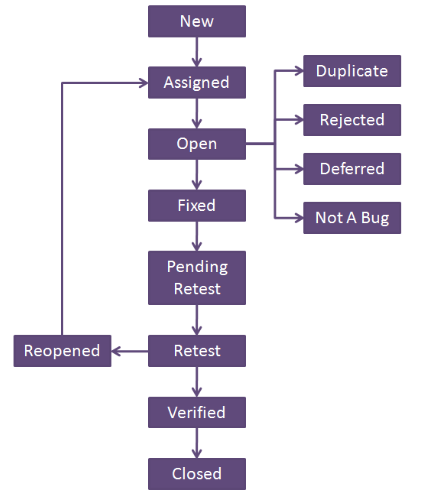 New
Assigned
Duplicate
Rejected
Open
Deferred
Fixed
Not A Bug
Pending
Retest
Reopened
Retest
Verified
Closed